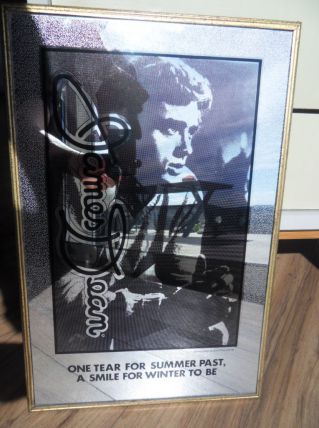 James Dean
ONE TEAR FOR SUMMER PAST,
A SMILE FOR WINTER TO BE